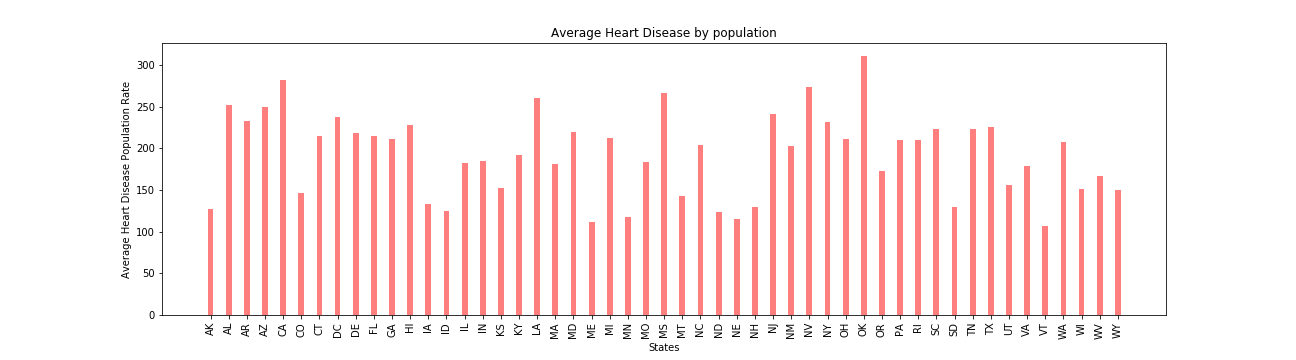 Average Heart Disease by population
Average Heart Disease Population Rate
300
250
200
150
100
50
0
AK AL AR AZ CA CO CT DC DE FL GA HI IA ID IL IN KS KY LA MA MD ME MI MN MO MS MT NC ND NE NH NJ NM NV NY OH OK OR PA RI SC SD TN TX UT VA VT WA WI WV WY
States